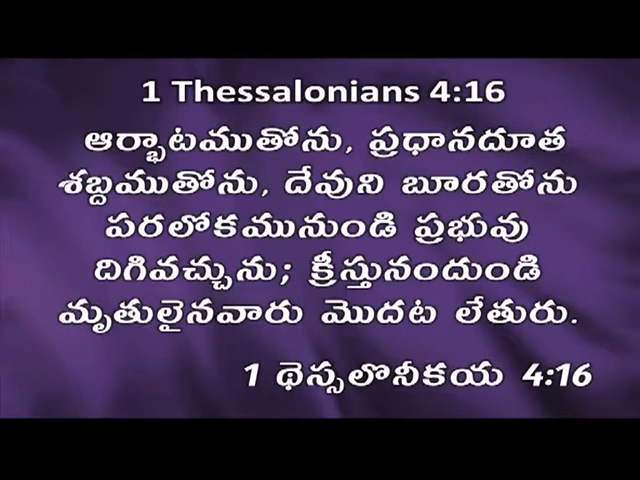 1 Thessalonians 4:16
ఆర్భాటముతోను, ప్రధానదూత
శబ్దముతోను, దేవుని బూరతోను
పరలోకమునుండి ప్రభువు
దిగివచ్చును; క్రీస్తునందుండి
మృతులైనవారు మొదట లేతురు.
1 థెస్సలొనీకయ 4:16